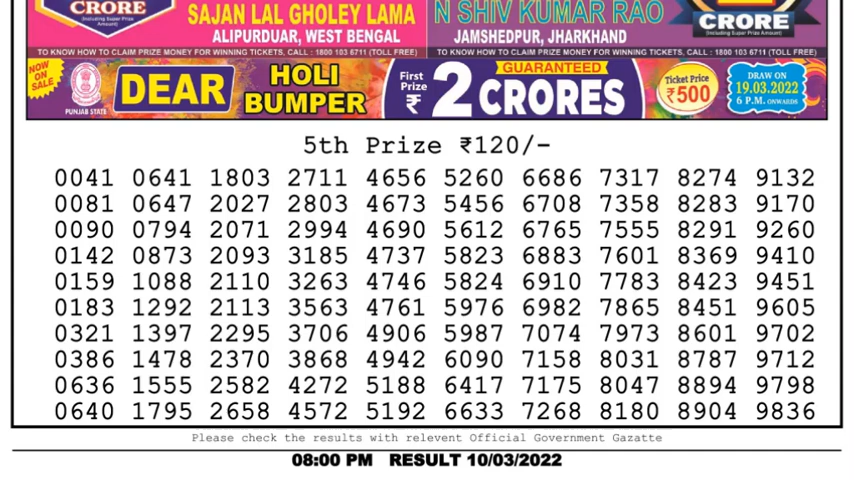 CRORE
(Including Super Prize Amount)
SAJAN LAL GHOLEY LAMA
ALIPURDUAR, WEST BENGAL
N SHIV KUMAR RAO
JAMSHEDPUR, JHARKHAND
CRORE
(Including Super Prize Amount)
TO KNOW HOW TO CLAIM PRIZE MONEY FOR WINNING TICKETS, CALL : 1800 103 6711 (TOLL FREE)
TO KNOW HOW TO CLAIM PRIZE MONEY FOR WINNING TICKETS, CALL : 1800 103 6711 (TOLL FREE)
NOW ON SALE
PUNJAB STATE
DEAR
HOLI
BUMPER
First
Prize
₹
2
GUARANTEED
CRORES
Ticket Price
₹500
DRAW ON
19.03.2022
6 P.M. ONWARDS
5th Prize ₹120/-
0041 0641 1803 2711 4656 5260 6686 7317 8274 9132
0081 0647 2027 2803 4673 5456 6708 7358 8283 9170
0090 0794 2071 2994 4690 5612 6765 7555 8291 9260
0142 0873 2093 3185 4737 5823 6883 7601 8369 9410
0159 1088 2110 3263 4746 5824 6910 7783 8423 9451
0183 1292 2113 3563 4761 5976 6982 7865 8451 9605
0321 1397 2295 3706 4906 5987 7074 7973 8601 9702
0386 1478 2370 3868 4942 6090 7158 8031 8787 9712
0636 1555 2582 4272 5188 6417 7175 8047 8894 9798
0640 1795 2658 4572 5192 6633 7268 8180 8904 9836
Please check the results with relevent Official Government Gazatte
08:00 PM RESULT 10/03/2022